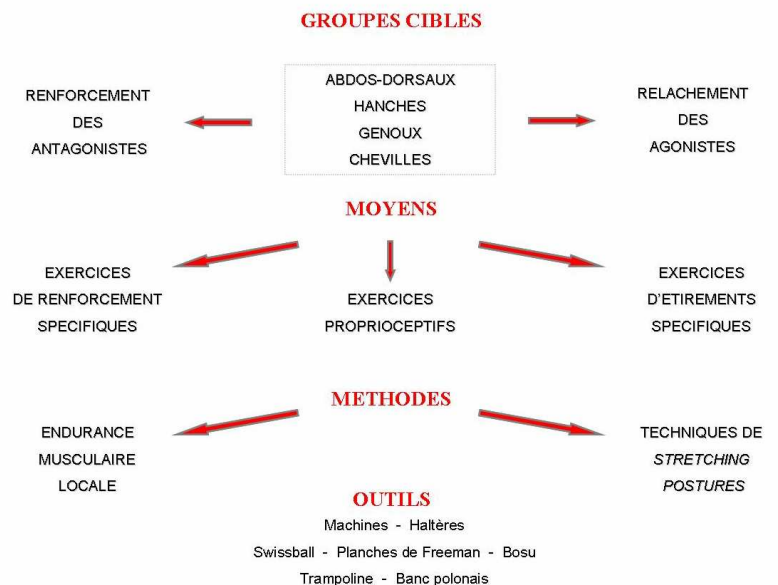 GROUPES CIBLES
RENFORCEMENT
DES
ANTAGONISTES
ABDOS-DORSAUX
HANCHES
GENOUX
CHEVILLES
RELACHEMENT
DES
AGONISTES
MOYENS
EXERCICES
DE RENFORCEMENT
SPECIFIQUES
EXERCICES
PROPRIOCEPTIFS
EXERCICES
D'ETIREMENTS
SPECIFIQUES
METHODES
ENDURANCE
MUSCULAIRE
LOCALE
TECHNIQUES DE
STRETCHING
POSTURES
OUTILS
Machines - Haltères
Swissball - Planches de Freeman - Bosu
Trampoline - Banc polonais